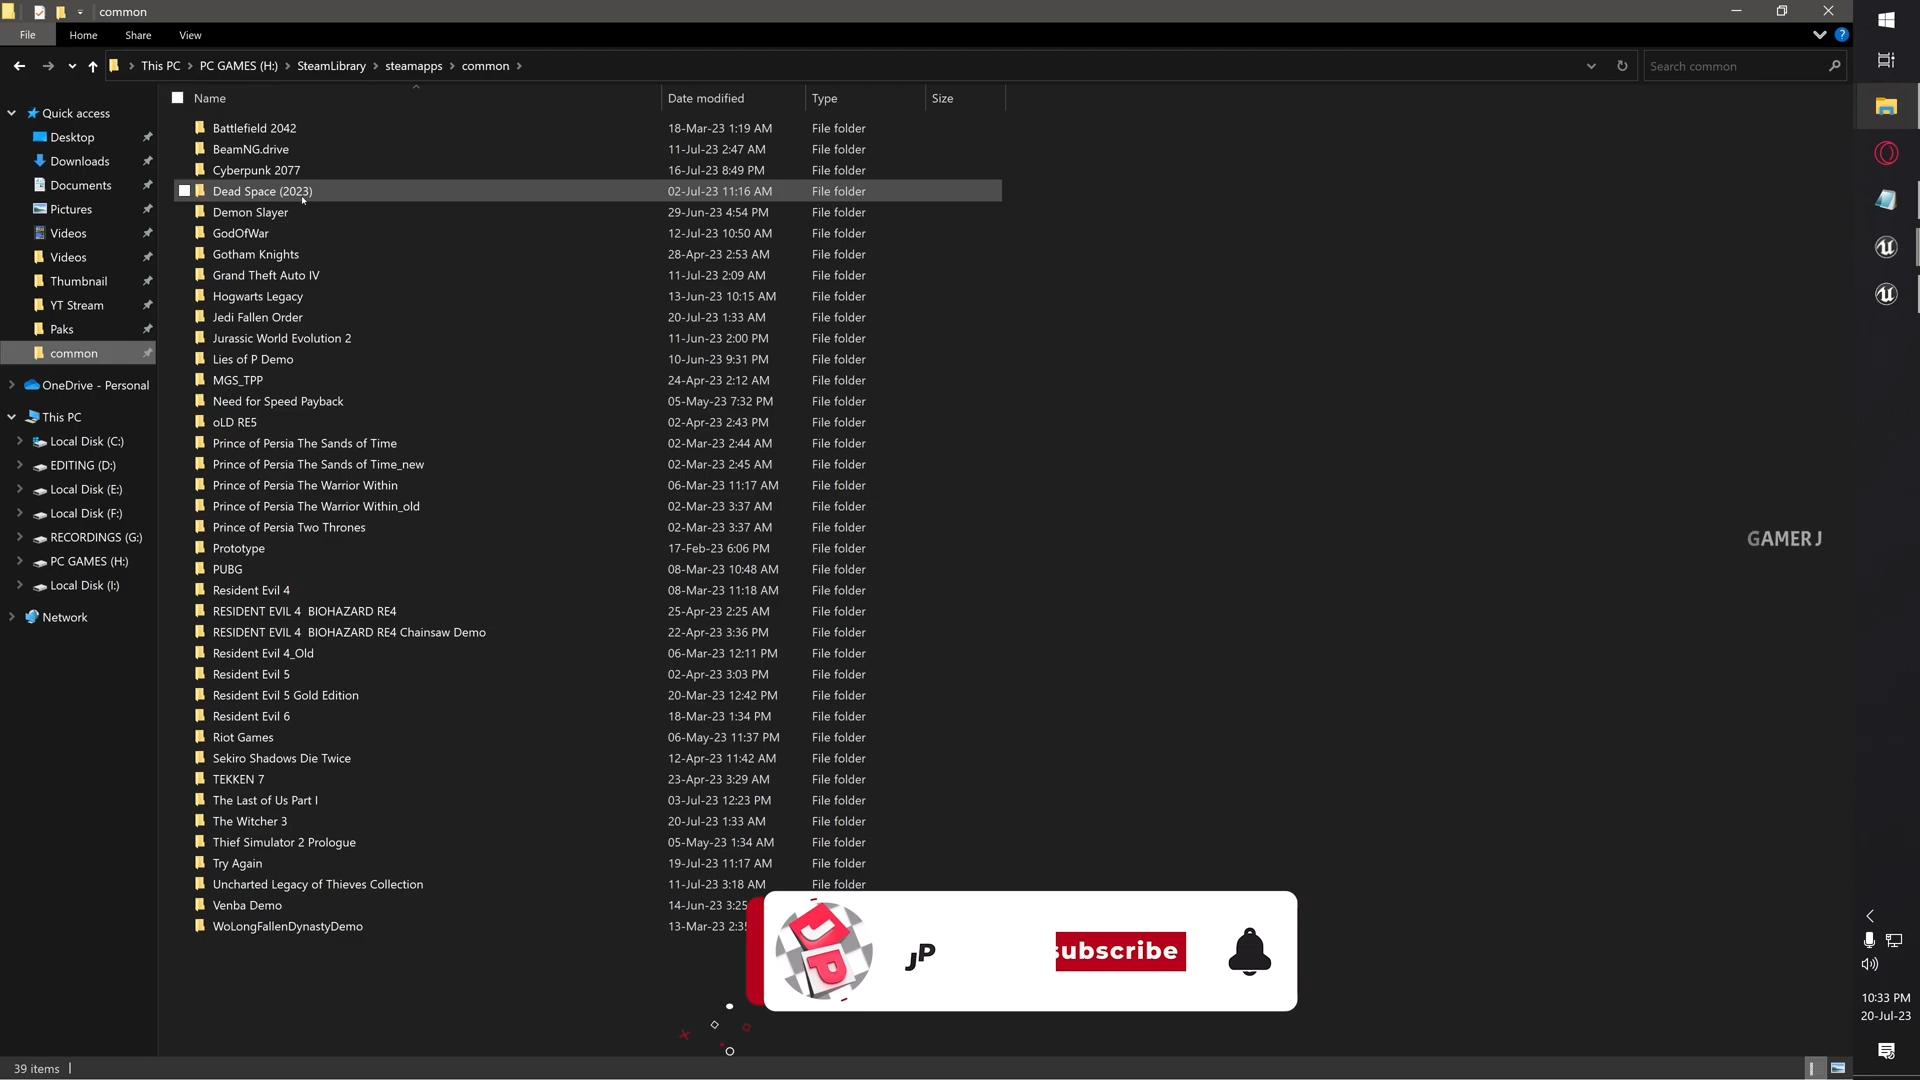 common
File Home Share View
This PC PC GAMES (H:) SteamLibrary steamapps common
Search common
Name Date modified Type Size
Quick access
Desktop
Downloads
Documents
Pictures
Videos
Videos
Thumbnail
YT Stream
Paks
common
OneDrive - Personal
This PC
Local Disk (C:)
EDITING (D:)
Local Disk (E:)
Local Disk (F:)
RECORDINGS (G:)
PC GAMES (H:)
Local Disk (I:)
Network
Battlefield 2042 18-Mar-23 1:19 AM File folder
BeamNG.drive 11-Jul-23 2:47 AM File folder
Cyberpunk 2077 16-Jul-23 8:49 PM File folder
Dead Space (2023) 02-Jul-23 11:16 AM File folder
Demon Slayer 29-Jun-23 4:54 PM File folder
GodOfWar 12-Jul-23 10:50 AM File folder
Gotham Knights 28-Apr-23 2:53 AM File folder
Grand Theft Auto IV 11-Jul-23 2:09 AM File folder
Hogwarts Legacy 13-Jun-23 10:15 AM File folder
Jedi Fallen Order 20-Jul-23 1:33 AM File folder
Jurassic World Evolution 2 11-Jun-23 2:00 PM File folder
Lies of P Demo 10-Jun-23 9:31 PM File folder
MGS_TPP 24-Apr-23 2:12 AM File folder
Need for Speed Payback 05-May-23 7:32 PM File folder
oLD RE5 02-Apr-23 2:43 PM File folder
Prince of Persia The Sands of Time 02-Mar-23 2:44 AM File folder
Prince of Persia The Sands of Time_new 02-Mar-23 2:45 AM File folder
Prince of Persia The Warrior Within 06-Mar-23 11:17 AM File folder
Prince of Persia The Warrior Within_old 02-Mar-23 3:37 AM File folder
Prince of Persia Two Thrones 02-Mar-23 3:37 AM File folder
Prototype 17-Feb-23 6:06 PM File folder
PUBG 08-Mar-23 10:48 AM File folder
Resident Evil 4 08-Mar-23 11:18 AM File folder
RESIDENT EVIL 4  BIOHAZARD RE4 25-Apr-23 2:25 AM File folder
RESIDENT EVIL 4  BIOHAZARD RE4 Chainsaw Demo 22-Apr-23 3:36 PM File folder
Resident Evil 4_Old 06-Mar-23 12:11 PM File folder
Resident Evil 5 02-Apr-23 3:03 PM File folder
Resident Evil 5 Gold Edition 20-Mar-23 12:42 PM File folder
Resident Evil 6 18-Mar-23 1:34 PM File folder
Riot Games 06-May-23 11:37 PM File folder
Sekiro Shadows Die Twice 12-Apr-23 11:42 AM File folder
TEKKEN 7 23-Apr-23 3:29 AM File folder
The Last of Us Part I 03-Jul-23 12:23 PM File folder
The Witcher 3 20-Jul-23 1:33 AM File folder
Thief Simulator 2 Prologue 05-May-23 1:34 AM File folder
Try Again 19-Jul-23 11:17 AM File folder
Uncharted Legacy of Thieves Collection 11-Jul-23 3:18 AM File folder
Venba Demo 14-Jun-23 3:25
WoLongFallenDynastyDemo 13-Mar-23
GAMER J
JP
JP
subscribe
10:33 PM
20-Jul-23
39 items